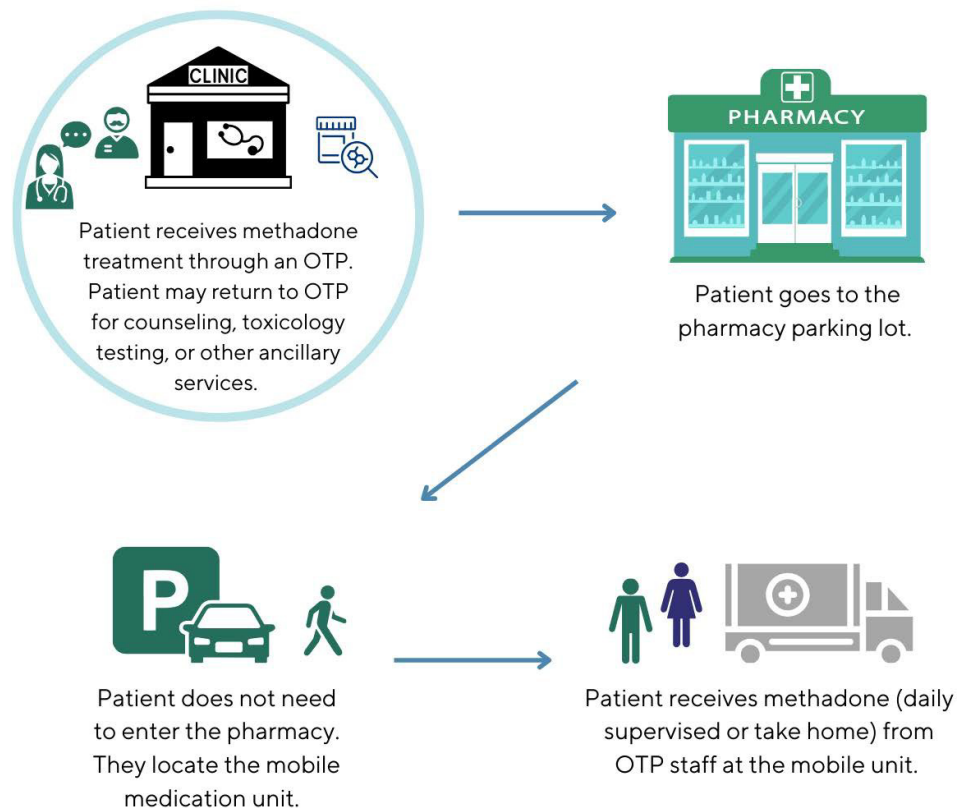 CLINIC
Patient receives methadone
treatment through an OTP.
Patient may return to OTP
for counseling, toxicology
testing, or other ancillary
services.
PHARMACY
Patient goes to the
pharmacy parking lot.
P
Patient does not need
to enter the pharmacy.
They locate the mobile
medication unit.
Patient receives methadone (daily
supervised or take home) from
OTP staff at the mobile unit.